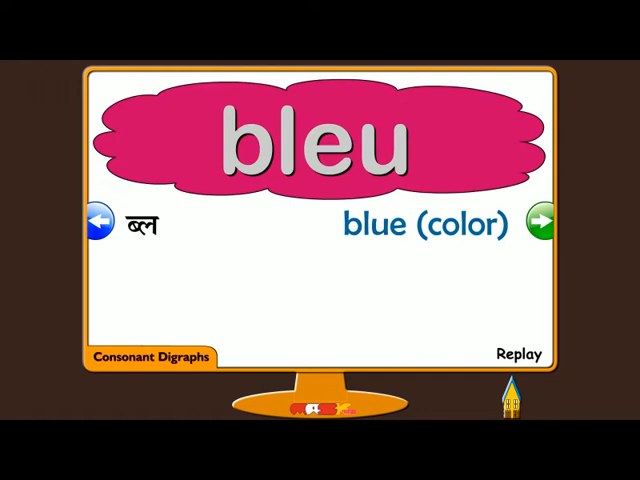 bleu
ब्ल
blue (color)
Consonant Digraphs
Replay